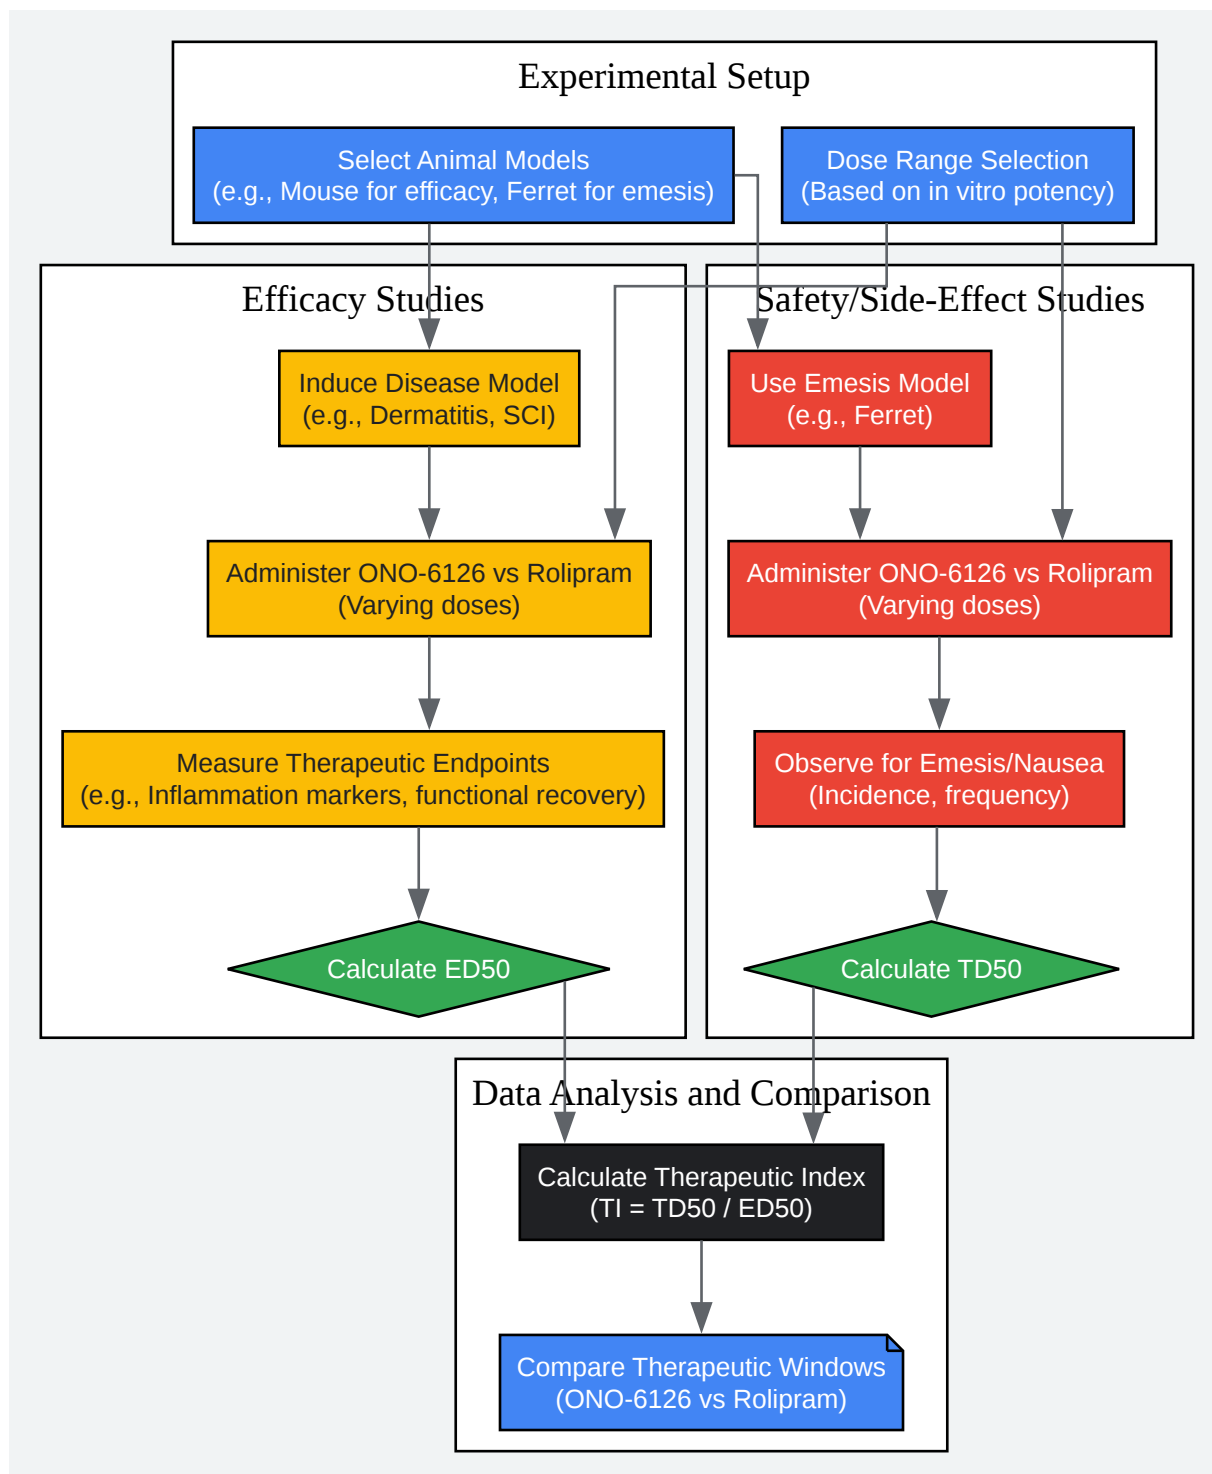 Experimental Setup
Select Animal Models
(e.g., Mouse for efficacy, Ferret for emesis)
Dose Range Selection
(Based on in vitro potency)
Efficacy Studies
Induce Disease Model
(e.g., Dermatitis, SCI)
Administer ONO-6126 vs Rolipram
(Varying doses)
Measure Therapeutic Endpoints
(e.g., Inflammation markers, functional recovery)
Calculate ED50
Safety/Side-Effect Studies
Use Emesis Model
(e.g., Ferret)
Administer ONO-6126 vs Rolipram
(Varying doses)
Observe for Emesis/Nausea
(Incidence, frequency)
Calculate TD50
Data Analysis and Comparison
Calculate Therapeutic Index
(TI = TD50 / ED50)
Compare Therapeutic Windows
(ONO-6126 vs Rolipram)